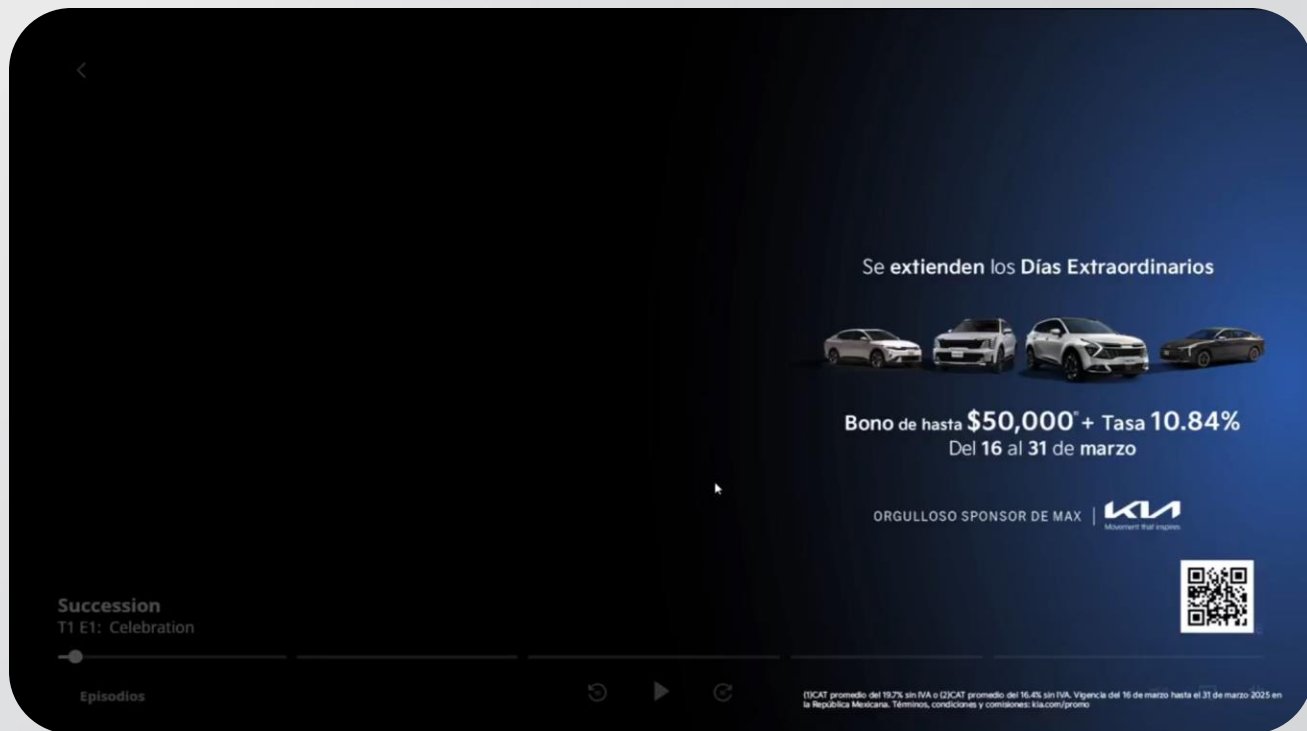 Se extienden los Días Extraordinarios
Bono de hasta $50,000* + Tasa 10.84%
Del 16 al 31 de marzo
ORGULLOSO SPONSOR DE MAX | KIA
Movement that inspires
Succession
T1 E1: Celebration
Episodios
(1)CAT promedio del 19.7% sin IVA o (2)CAT promedio del 16.4% sin IVA. Vigencia del 16 de marzo hasta el 31 de marzo 2025 en
la República Mexicana. Términos, condiciones y comisiones: kia.com/promo